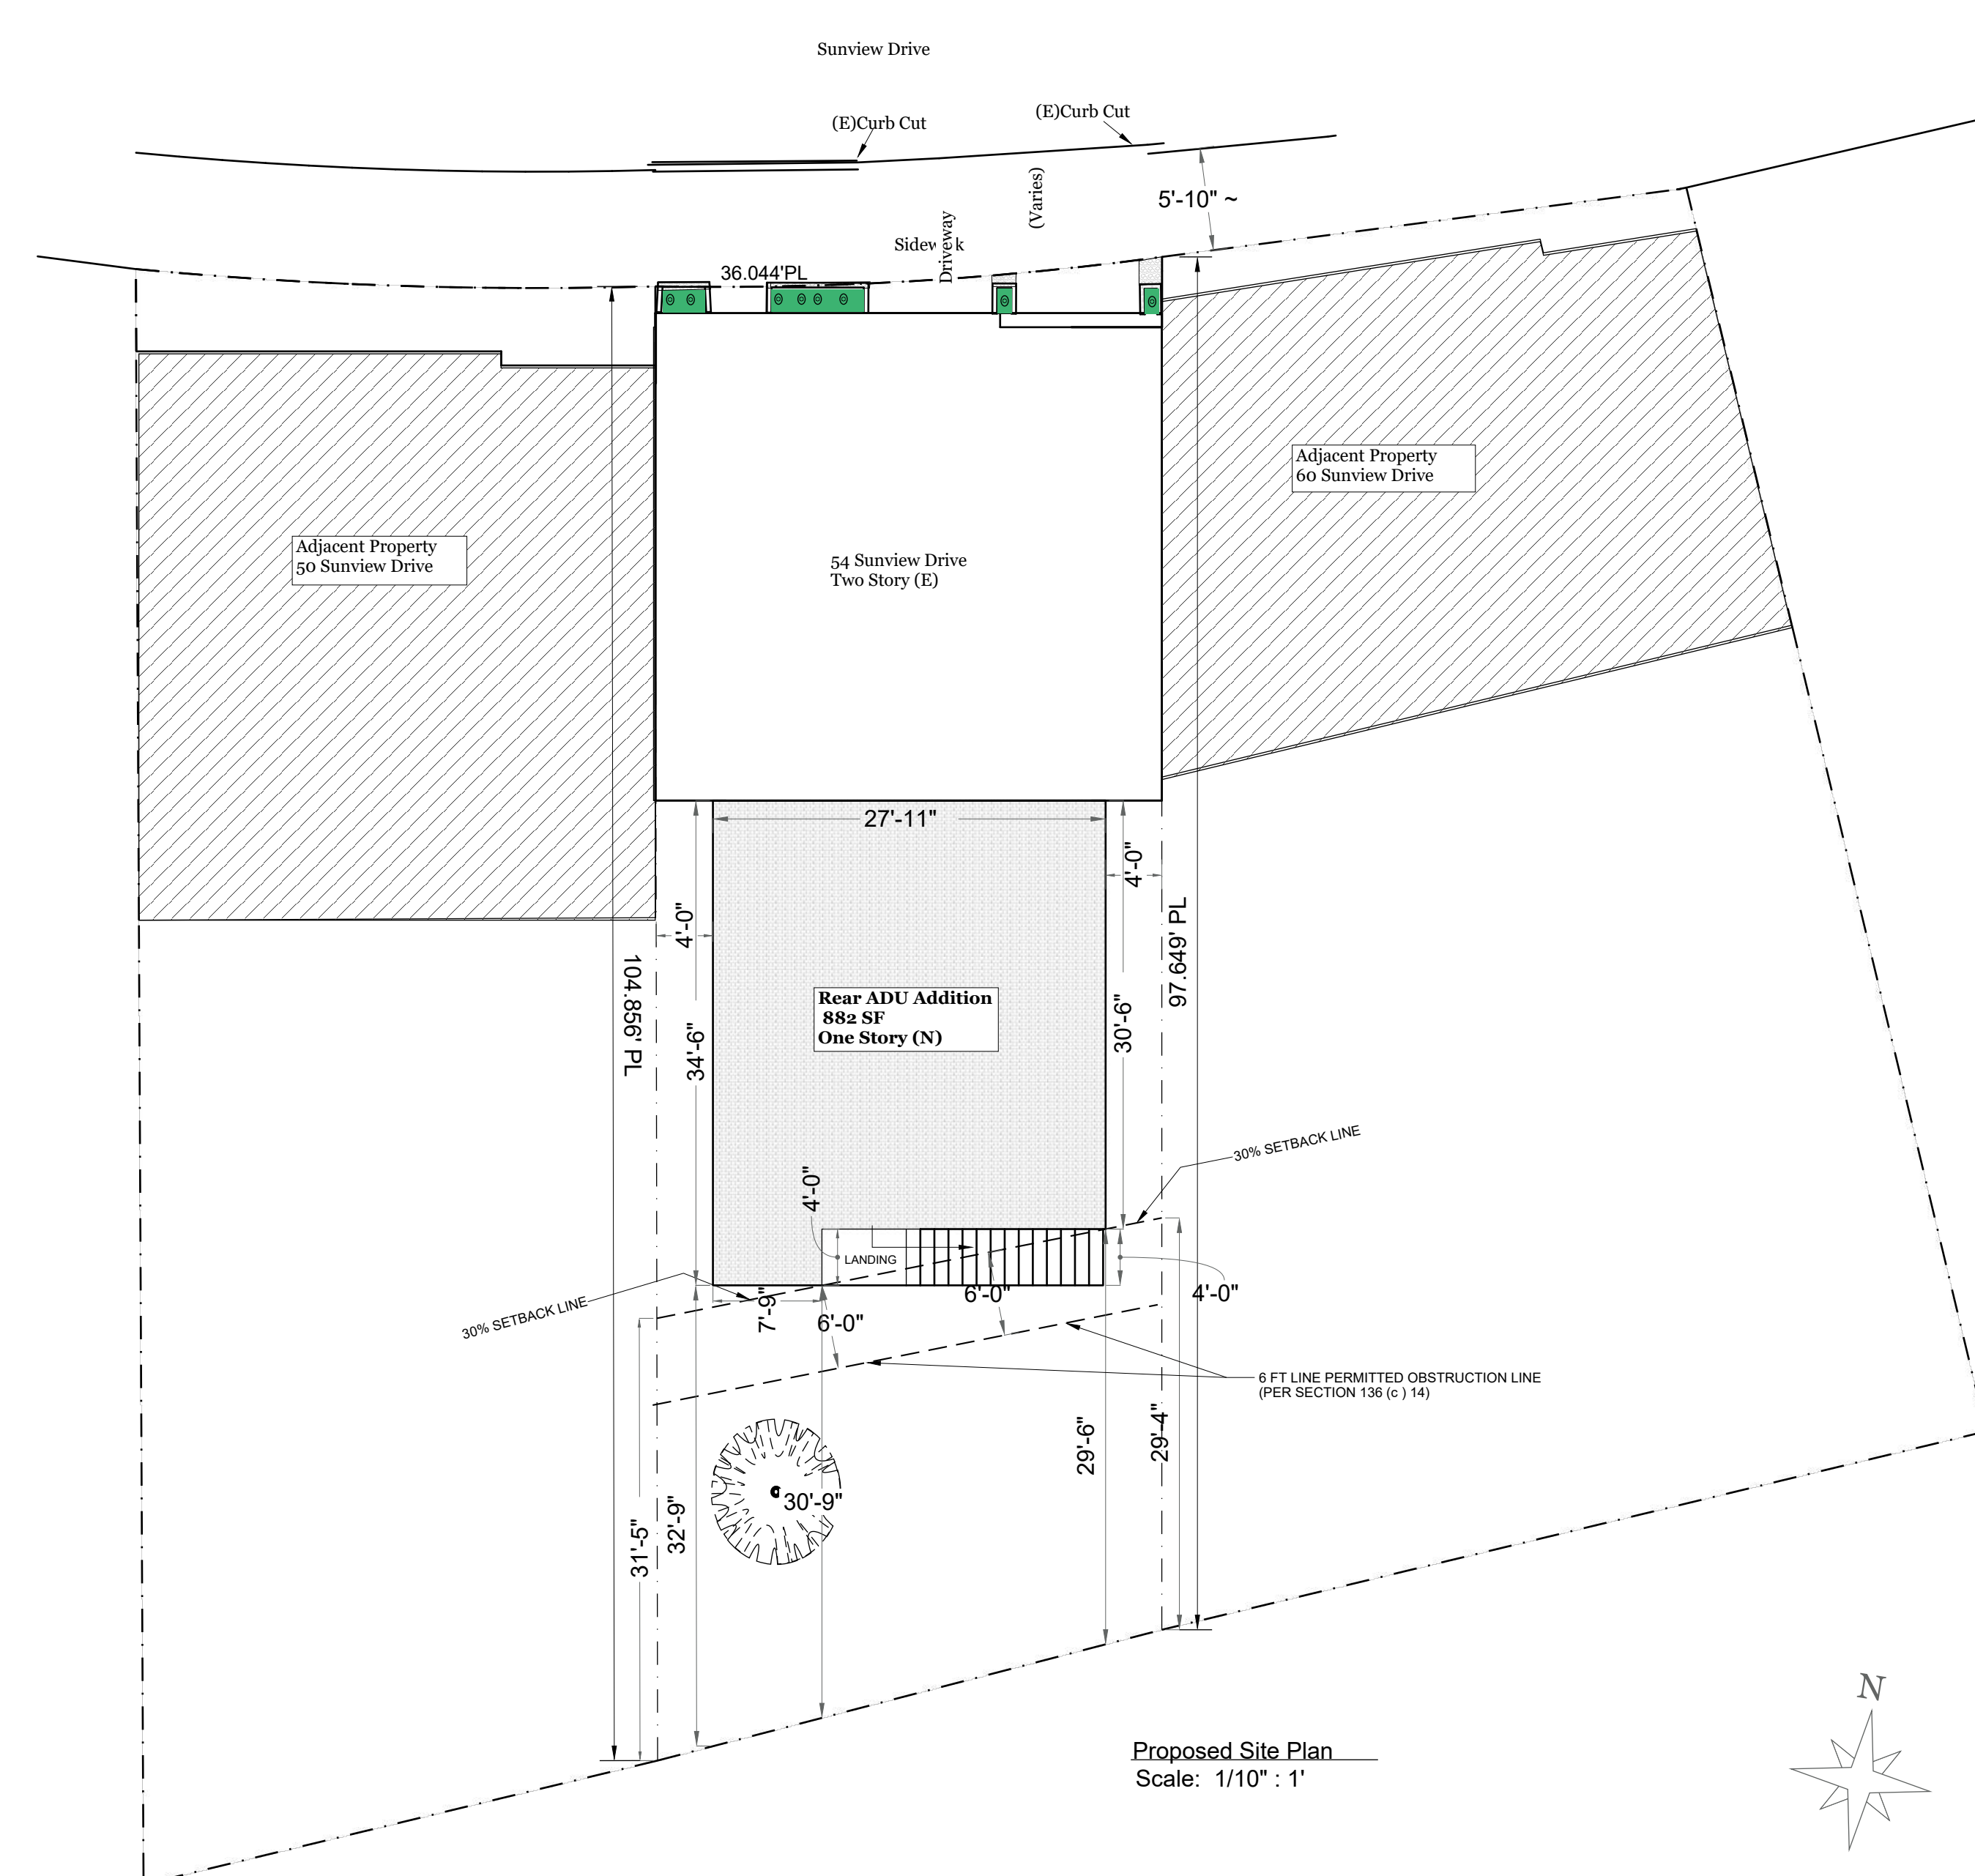 Sunview Drive
(E)Curb Cut
(E)Curb Cut
(Varies)
5'-10" ~
Driveway
36.044'PL
Adjacent Property
60 Sunview Drive
Adjacent Property
50 Sunview Drive
54 Sunview Drive
Two Story (E)
27'-11"
4'-0"
4'-0"
104.856' PL
97.649' PL
34'-6"
30'-6"
Rear ADU Addition
882 SF
One Story (N)
30% SETBACK LINE
4'-0"
LANDING
30% SETBACK LINE
7'-9"
6'-0"
6'-0"
4'-0"
6 FT LINE PERMITTED OBSTRUCTION LINE
(PER SECTION 136 (c ) 14)
31'-5"
32'-9"
30'-9"
29'-6"
29'-4"
N
Proposed Site Plan
Scale: 1/10" : 1'